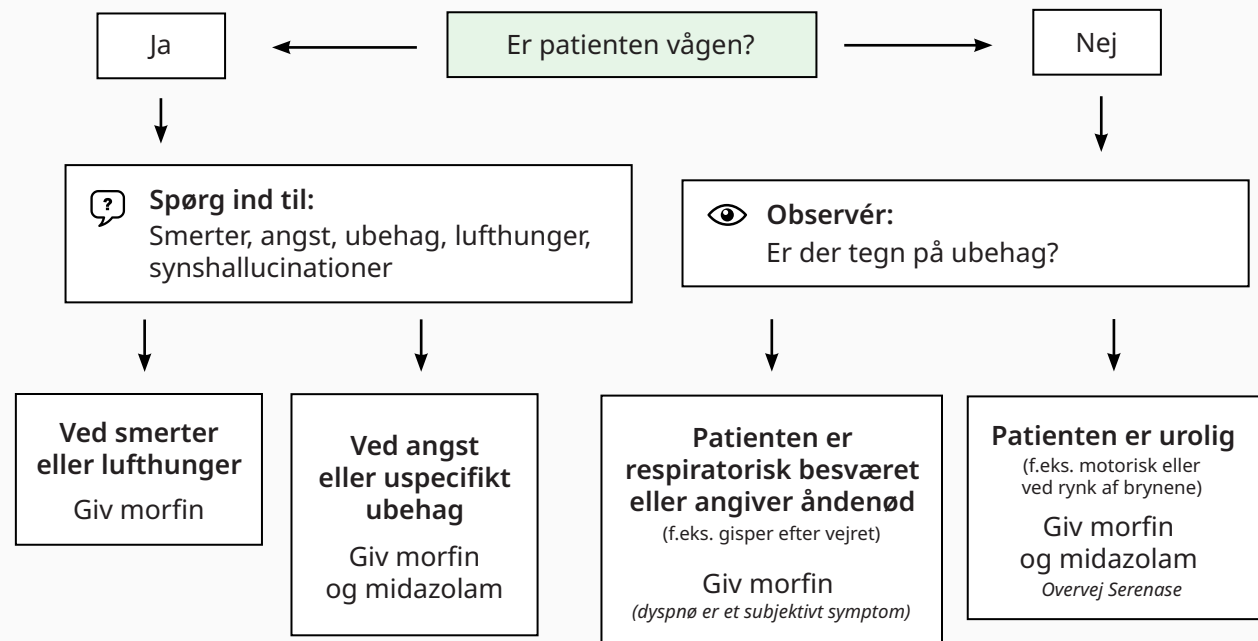 Er patienten vågen?
Ja
Nej
Spørg ind til:
Smerter, angst, ubehag, lufthunger,
synshallucinationer
Observér:
Er der tegn på ubehag?
Ved smerter
eller lufthunger
Giv morfin
Ved angst
eller uspecifikt
ubehag
Giv morfin
og midazolam
Patienten er
respiratorisk besværet
eller angiver åndenød
(f.eks. gisper efter vejret)
Giv morfin
(dyspnø er et subjektivt symptom)
Patienten er urolig
(f.eks. motorisk eller
ved rynk af brynene)
Giv morfin
og midazolam
Overvej Serenase